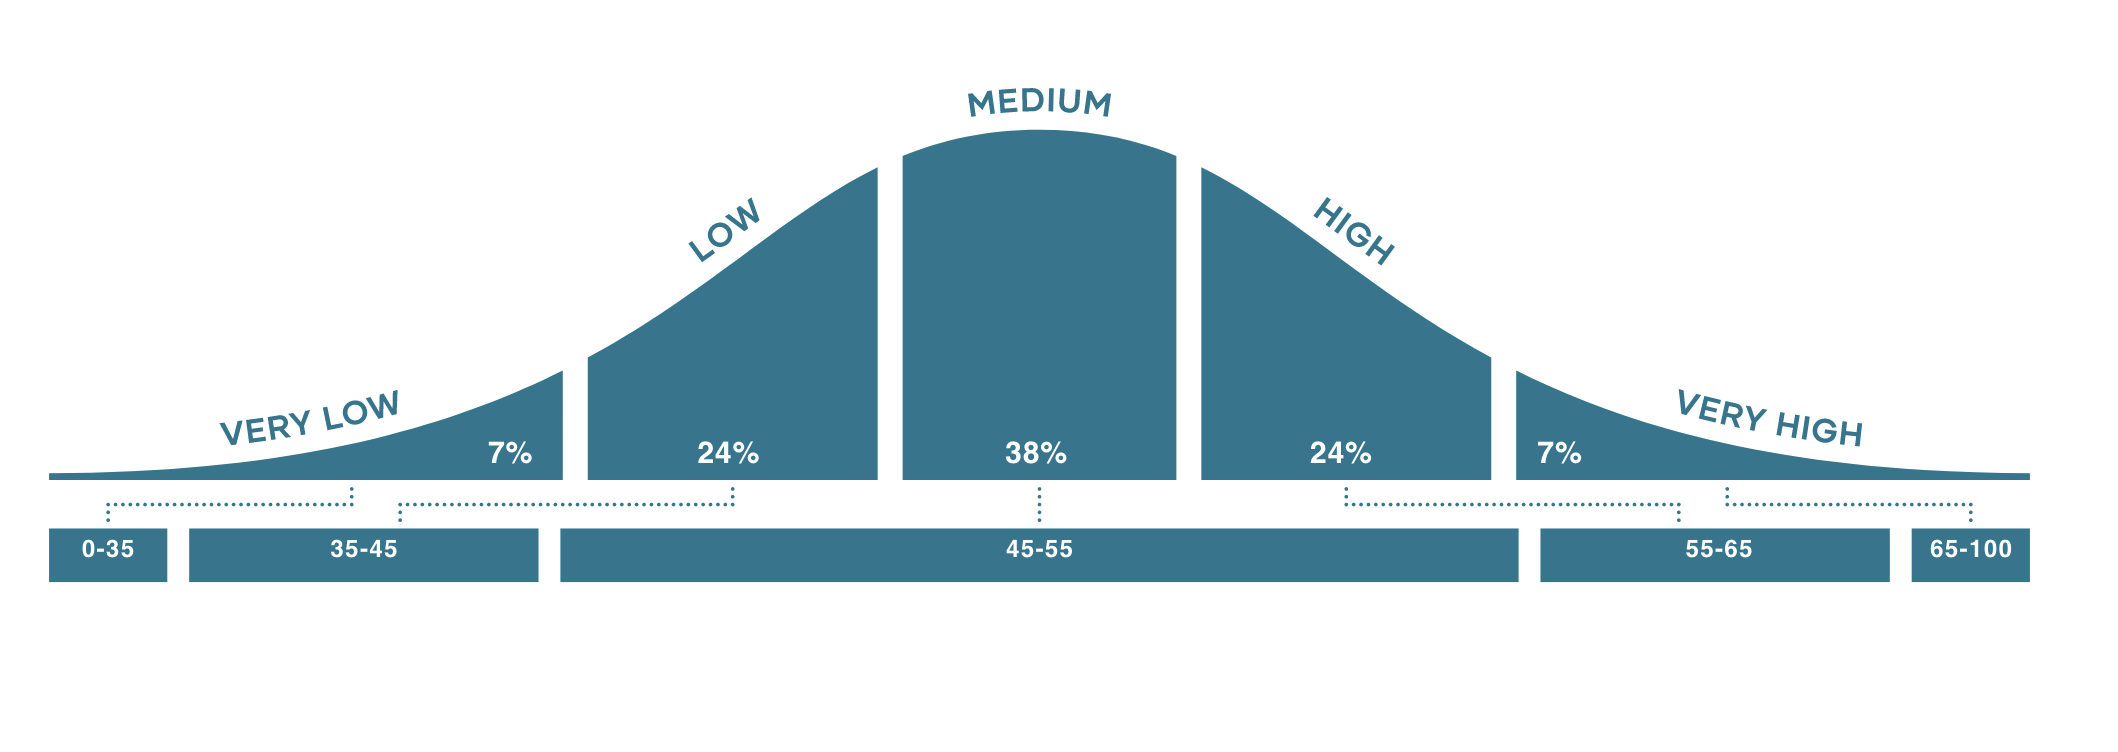 MEDIUM
LOW
HIGH
VERY LOW
VERY HIGH
7%
24%
38%
24%
7%
0-35
35-45
45-55
55-65
65-100